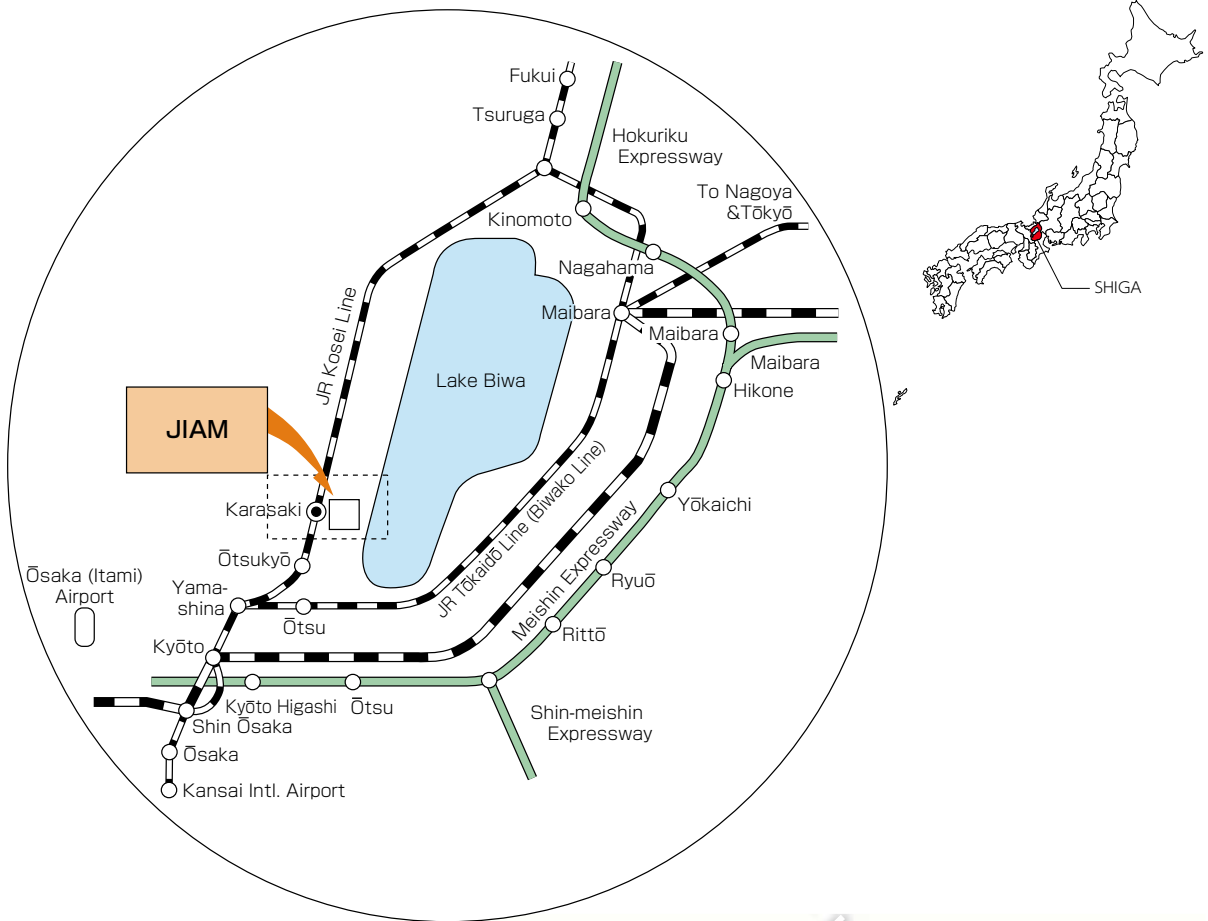 Fukui
Tsuruga
Hokuriku
Expressway
To Nagoya
&Tōkyō
Kinomoto
Nagahama
SHIGA
JR Kosei Line
Maibara
Maibara
Maibara
Lake Biwa
Hikone
JIAM
JR Tōkaidō Line (Biwako Line)
Meishin Expressway
Yōkaichi
Karasaki
Ōtsukyō
Ōsaka (Itami)
Airport
Yama-
shina
Ryuō
Ōtsu
Rittō
Kyōto
Kyōto Higashi
Ōtsu
Shin-meishin
Expressway
Shin Ōsaka
Ōsaka
Kansai Intl. Airport